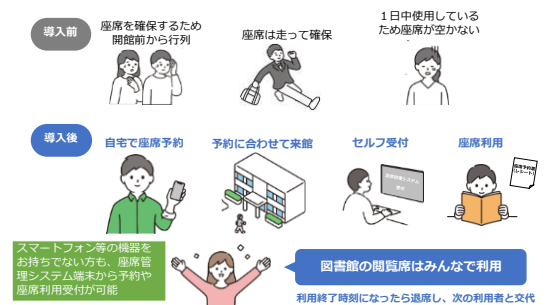 導入前
座席を確保するため
開館前から行列
座席は走って確保
１日中使用している
ため座席が空かない
導入後
自宅で座席予約
予約に合わせて来館
セルフ受付
座席利用
スマートフォン等の機器を
お持ちでない方も、座席管
理システム端末から予約や
座席利用受付が可能
図書館の閲覧席はみんなで利用
利用終了時刻になったら退席し、次の利用者と交代